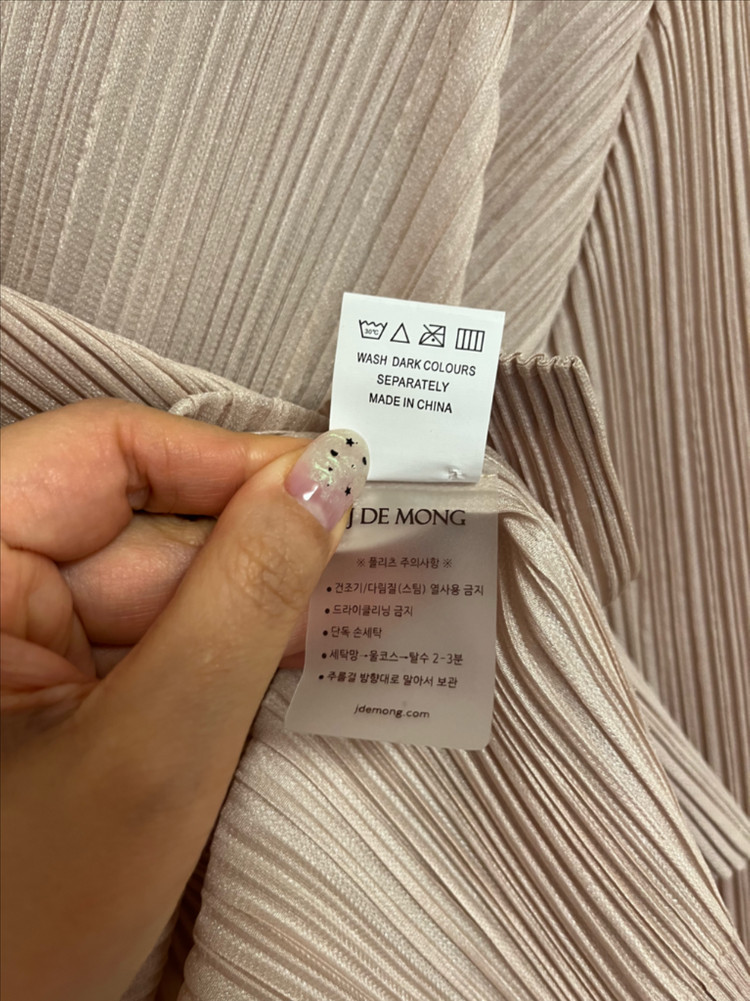 30℃
WASH DARK COLOURS
SEPARATELY
MADE IN CHINA
J DE MONG
※ 플리츠 주의사항 ※
• 건조기/다림질(스팀) 열사용 금지
• 드라이클리닝 금지
• 단독 손세탁
• 세탁망→울코스→탈수 2-3분
• 주름결 방향대로 말아서 보관
jdemong.com